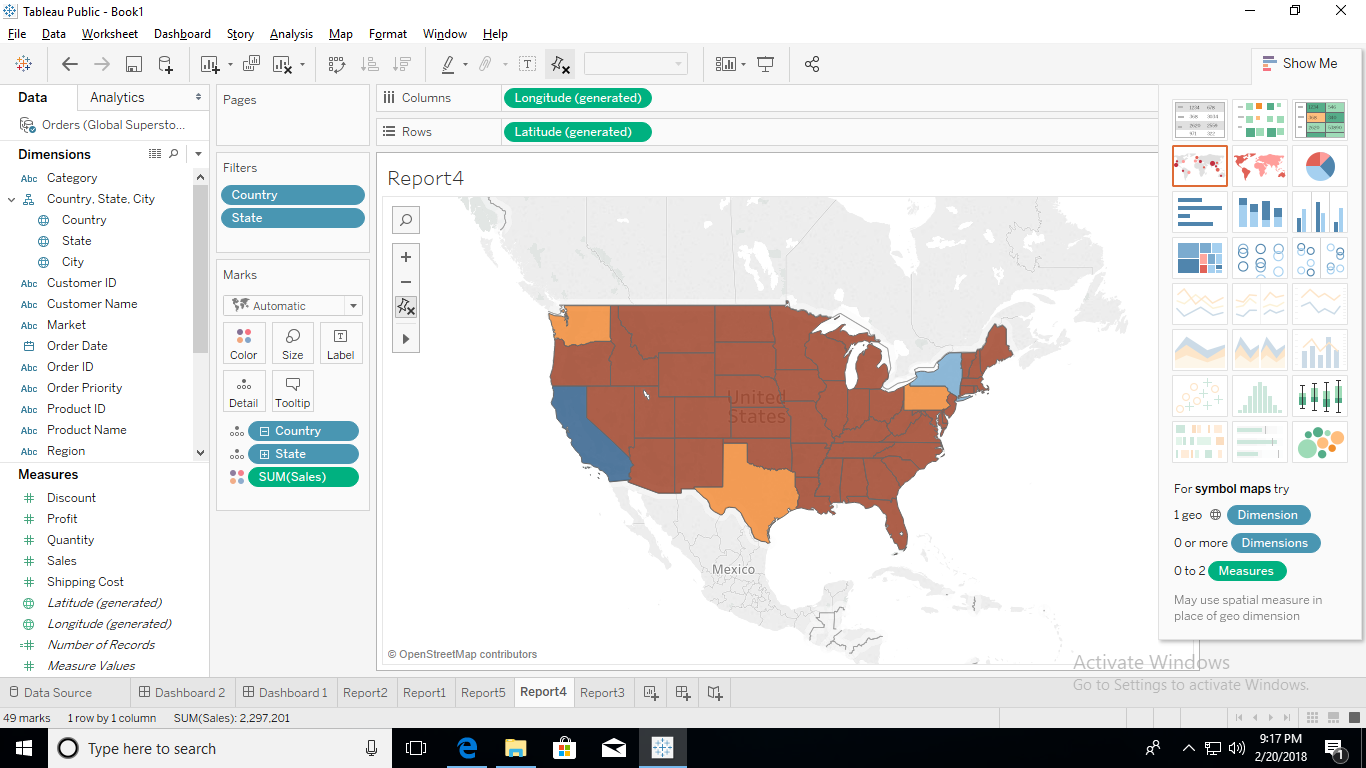 Tableau Public - Book1
File Data Worksheet Dashboard Story Analysis Map Format Window Help
Show Me
Data Analytics
Orders (Global Supersto...
Dimensions
Abc Category
Country, State, City
Country
State
City
Abc Customer ID
Abc Customer Name
Abc Market
Order Date
Abc Order ID
Abc Order Priority
Abc Product ID
Abc Product Name
Abc Region
Measures
Discount
Profit
Quantity
Sales
Shipping Cost
Latitude (generated)
Longitude (generated)
Number of Records
Measure Values
Pages
Filters
Country
State
Marks
Automatic
Color Size Label
Detail Tooltip
Country
State
SUM(Sales)
Columns Longitude (generated)
Rows Latitude (generated)
Report4
United
States
Mexico
© OpenStreetMap contributors
For symbol maps try
1 geo Dimension
0 or more Dimensions
0 to 2 Measures
May use spatial measure in
place of geo dimension
Activate Windows
Go to Settings to activate Windows.
Data Source Dashboard 2 Dashboard 1 Report2 Report1 Report5 Report4 Report3
49 marks 1 row by 1 column SUM(Sales): 2,297,201
Type here to search
9:17 PM
2/20/2018
1